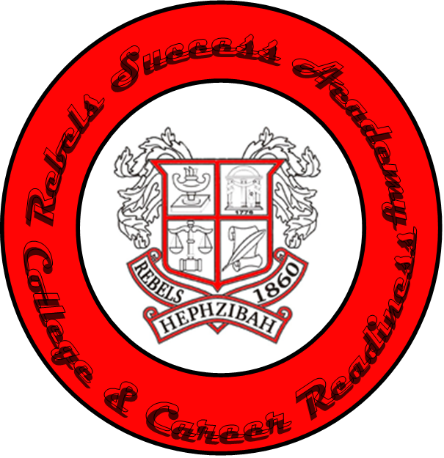 Rebels Success Academy
College & Career Readiness
1776
REBELS
1860
HEPHZIBAH